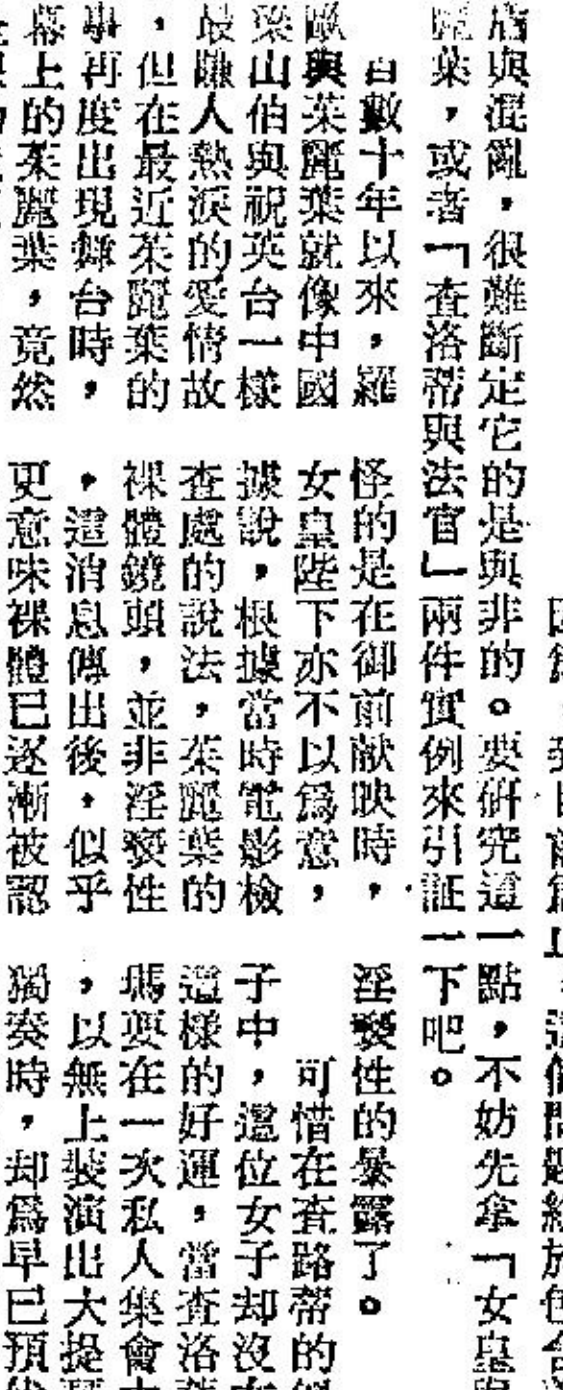 唐與混亂,很難斷定它的是與非的。要研究這一點,不妨先拿「女皇與
麗葉,或者「查洛蒂與法官」兩件實例來引証一下吧。
自數十年以來,羅
歐與茱麗葉就像中國
梁山伯與祝英台一樣
最賺人熱淚的愛情故
,但在最近茱麗葉的
事再度出現舞台時,
幕上的茱麗葉,竟然
怪的是在御前献映時,
女皇陛下亦不以爲意,
據說,根據當時電影檢
查處的說法,茱麗葉的
裸體鏡頭,並非淫褻性
,這消息傳出後,似乎
更意味裸體已逐漸被認
淫褻性的暴露了。
可惜在查路蒂的
子中,這位女子却沒
這樣的好運,當查洛
瑪要在一次私人集會
,以無上裝演出大提琴
獨奏時,却爲早已預